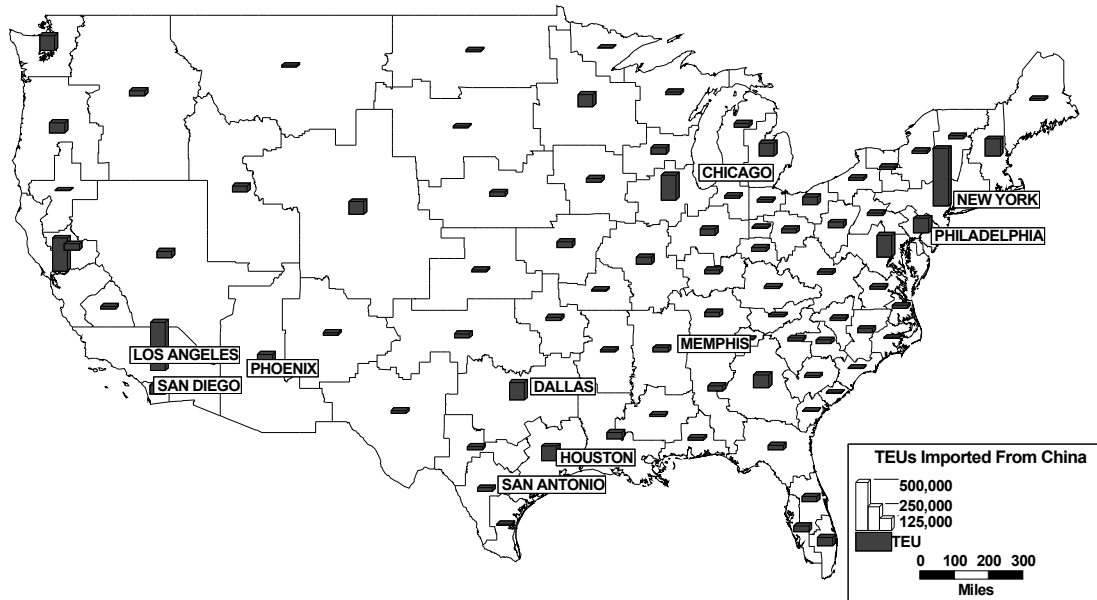 CHICAGO
NEW YORK
PHILADELPHIA
LOS ANGELES
MEMPHIS
PHOENIX
SAN DIEGO
DALLAS
HOUSTON
SAN ANTONIO
TEUs Imported From China
500,000
250,000
125,000
TEU
0 100 200 300
Miles